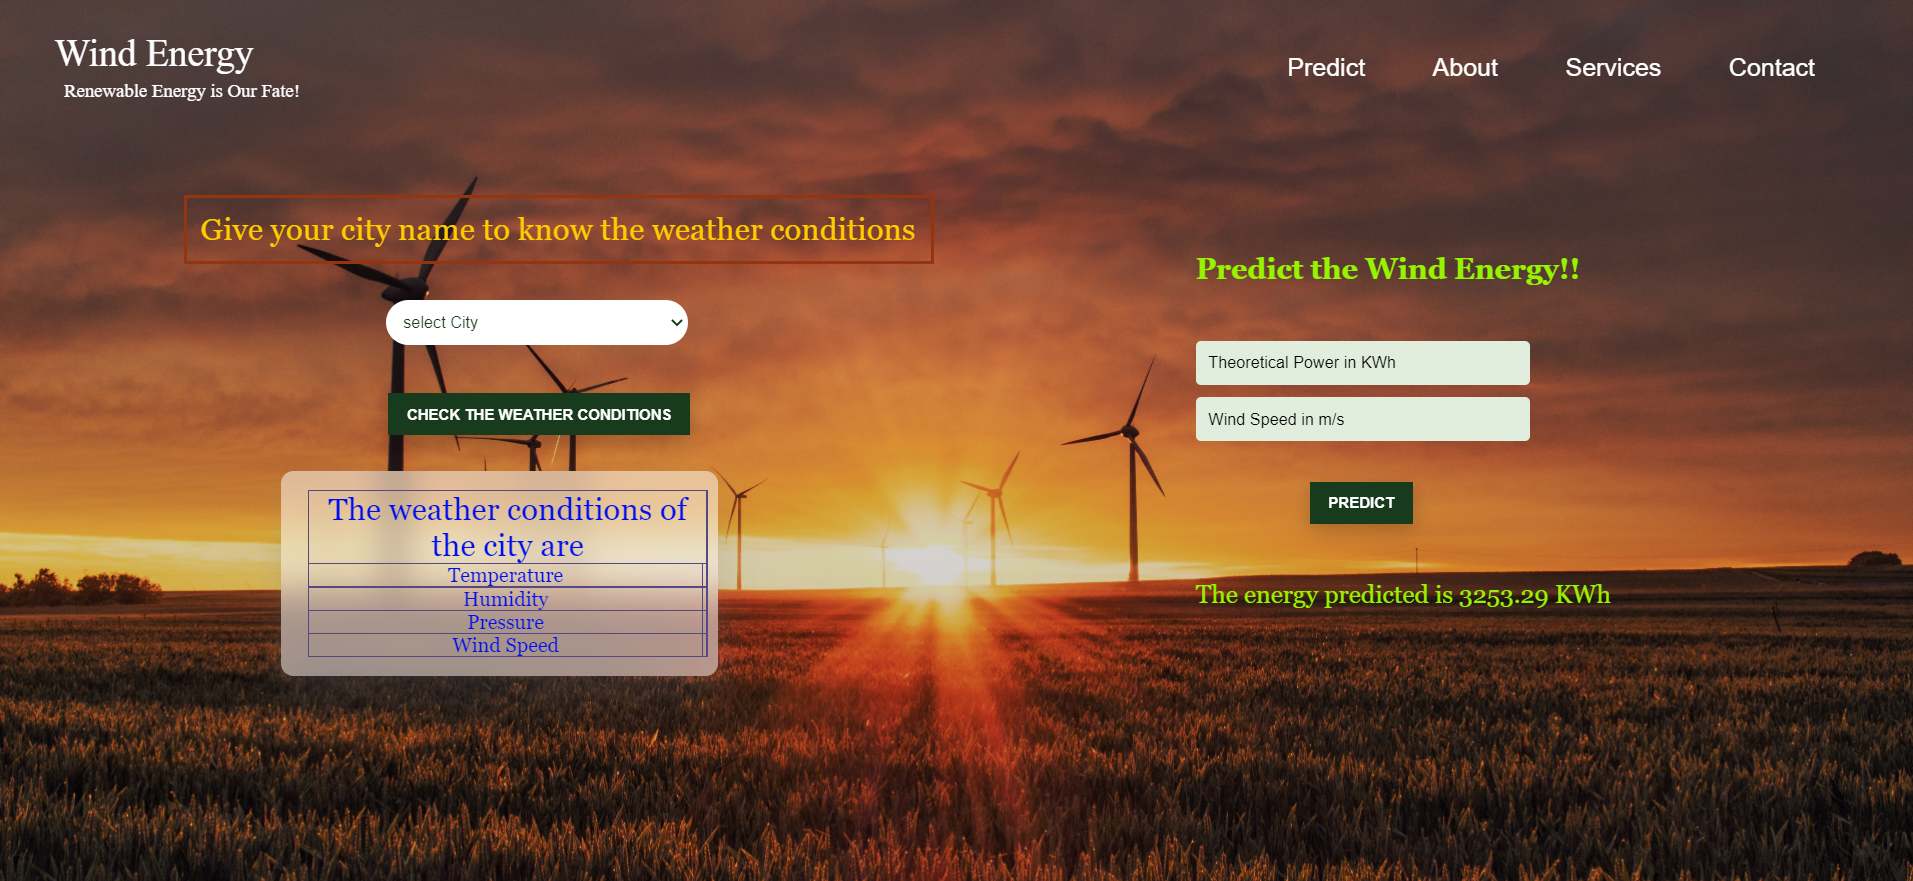 Wind Energy
Renewable Energy is Our Fate!
Predict
About
Services
Contact
Give your city name to know the weather conditions
select City
CHECK THE WEATHER CONDITIONS
The weather conditions of
the city are
Temperature
Humidity
Pressure
Wind Speed
Predict the Wind Energy!!
Theoretical Power in KWh
Wind Speed in m/s
PREDICT
The energy predicted is 3253.29 KWh